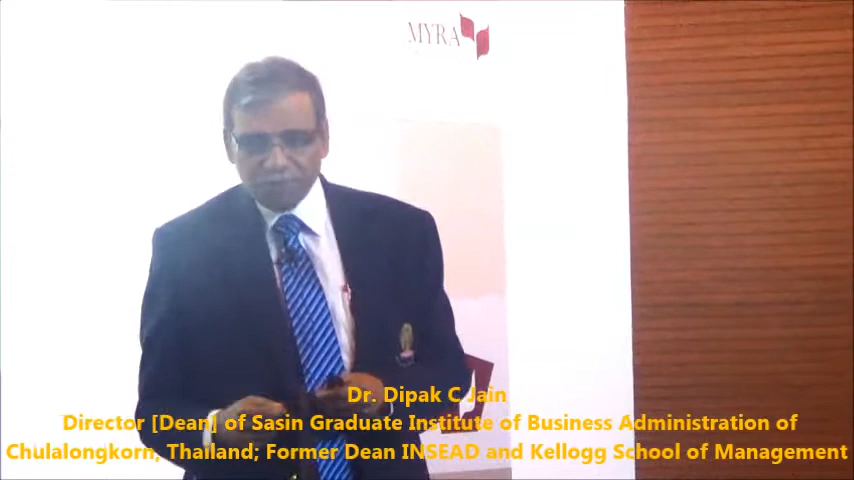 MYRA
Dr. Dipak C Jain
Director [Dean] of Sasin Graduate Institute of Business Administration of
Chulalongkorn, Thailand; Former Dean INSEAD and Kellogg School of Management